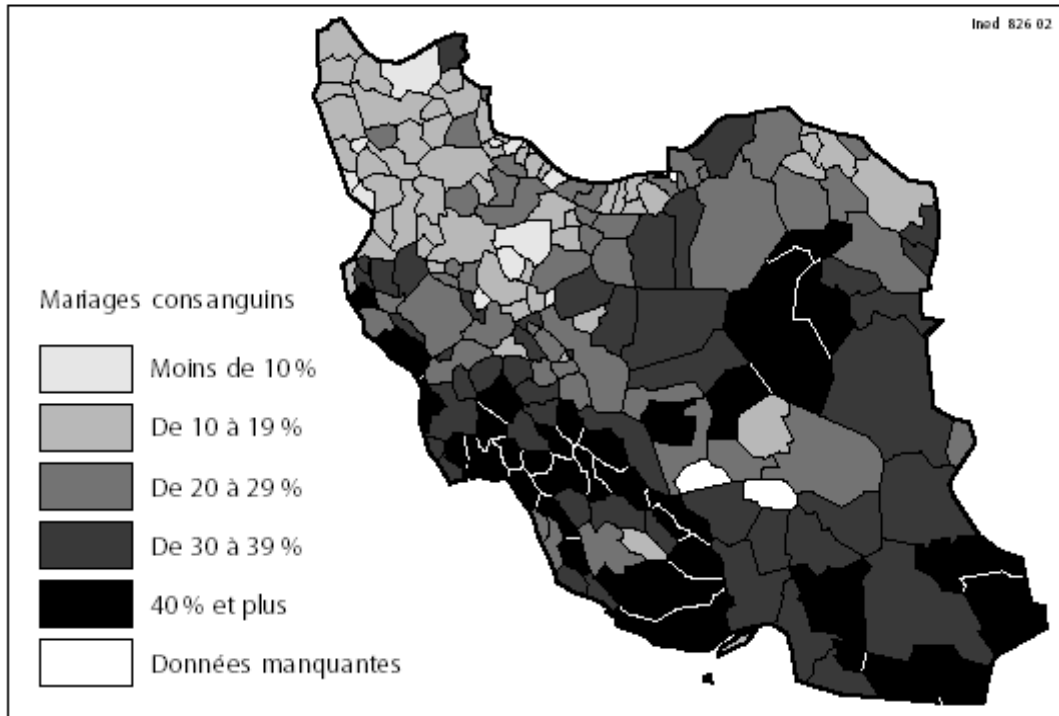 Ined 826 02
Mariages consanguins
Moins de 10 %
De 10 à 19 %
De 20 à 29 %
De 30 à 39 %
40 % et plus
Données manquantes